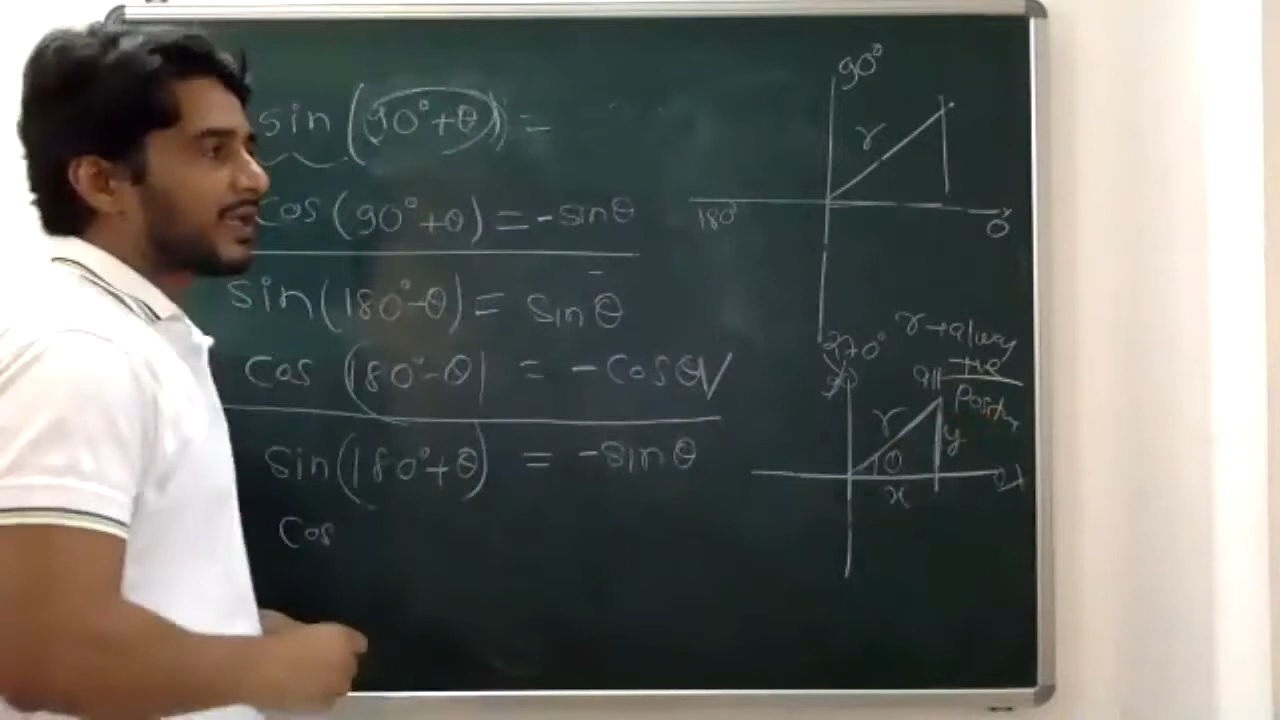 sin (90°+θ) =
cos (90°+θ) = -sinθ
sin(180°-θ) = sinθ
cos (180°-θ) = -cosθ
sin(180°+θ) = -sinθ
cos
90°
r
180°
0°
270°
r→always
+ve
all
r
y
θ
x